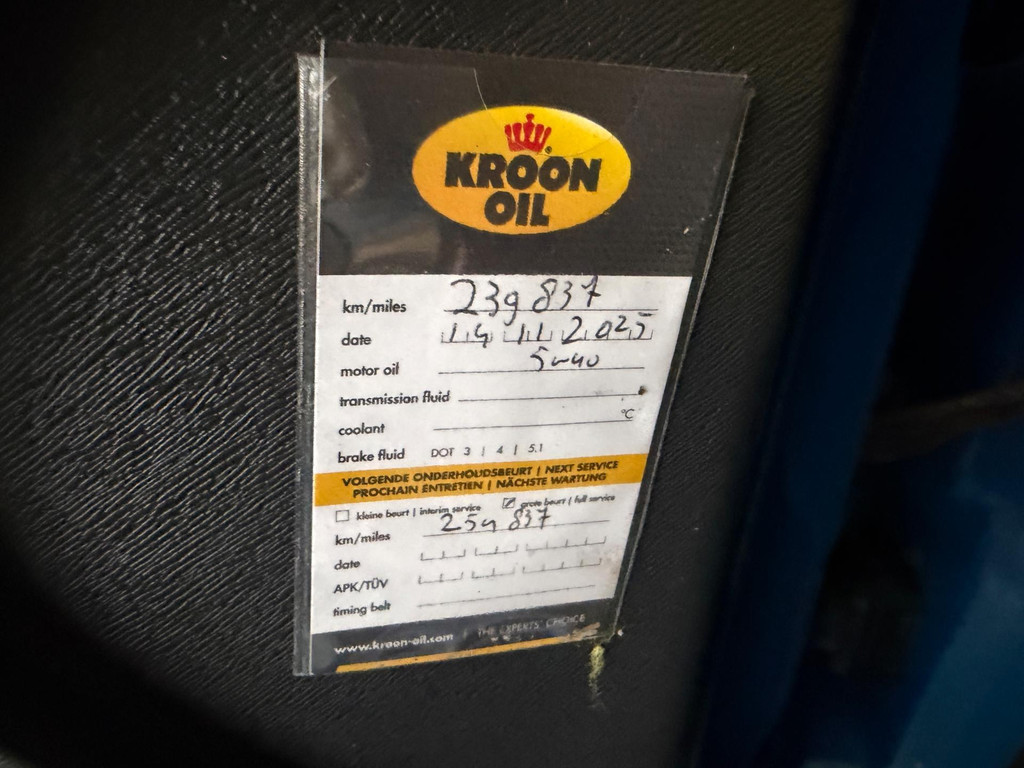 KROON
OIL
km/miles 239 837
date 14 11 2025
motor oil 5w40
transmission fluid
coolant °C
brake fluid DOT 3 | 4 | 5.1
VOLGENDE ONDERHOUDSBEURT | NEXT SERVICE
PROCHAIN ENTRETIEN | NÄCHSTE WARTUNG
kleine beurt | interim service grote beurt | full service
km/miles 254 837
date
APK/TÜV
timing belt
www.kroon-oil.com / THE EXPERTS' CHOICE